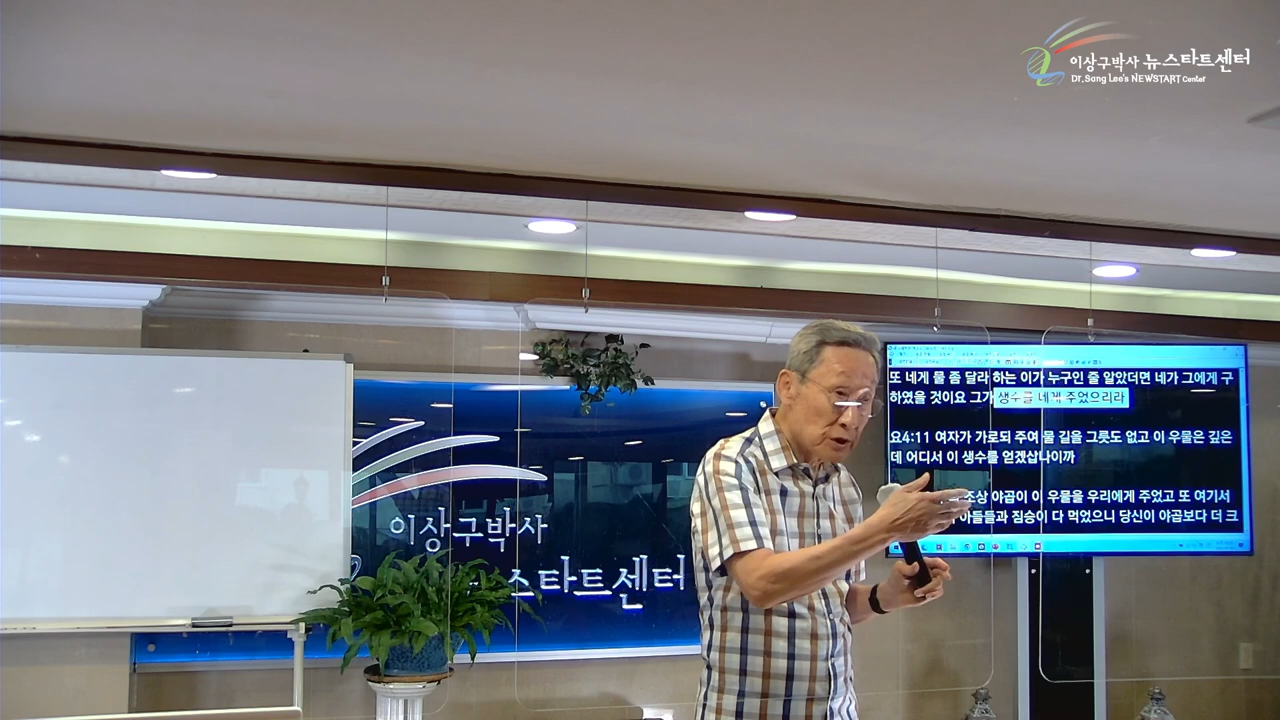 이상구박사 뉴스타트센터
Dr. Sang Lee's NEWSTART Center
또 네게 물 좀 달라 하는 이가 누구인 줄 알았더면 네가 그에게 구
하였을 것이요 그가 생수를 네게 주었으리라
요4:11 여자가 가로되 주여 물 길을 그릇도 없고 이 우물은 깊은
데 어디서 이 생수를 얻겠삽나이까
조상 야곱이 이 우물을 우리에게 주었고 또 여기서
아들들과 짐승이 다 먹었으니 당신이 야곱보다 더 크
이상구박사
스타트센터